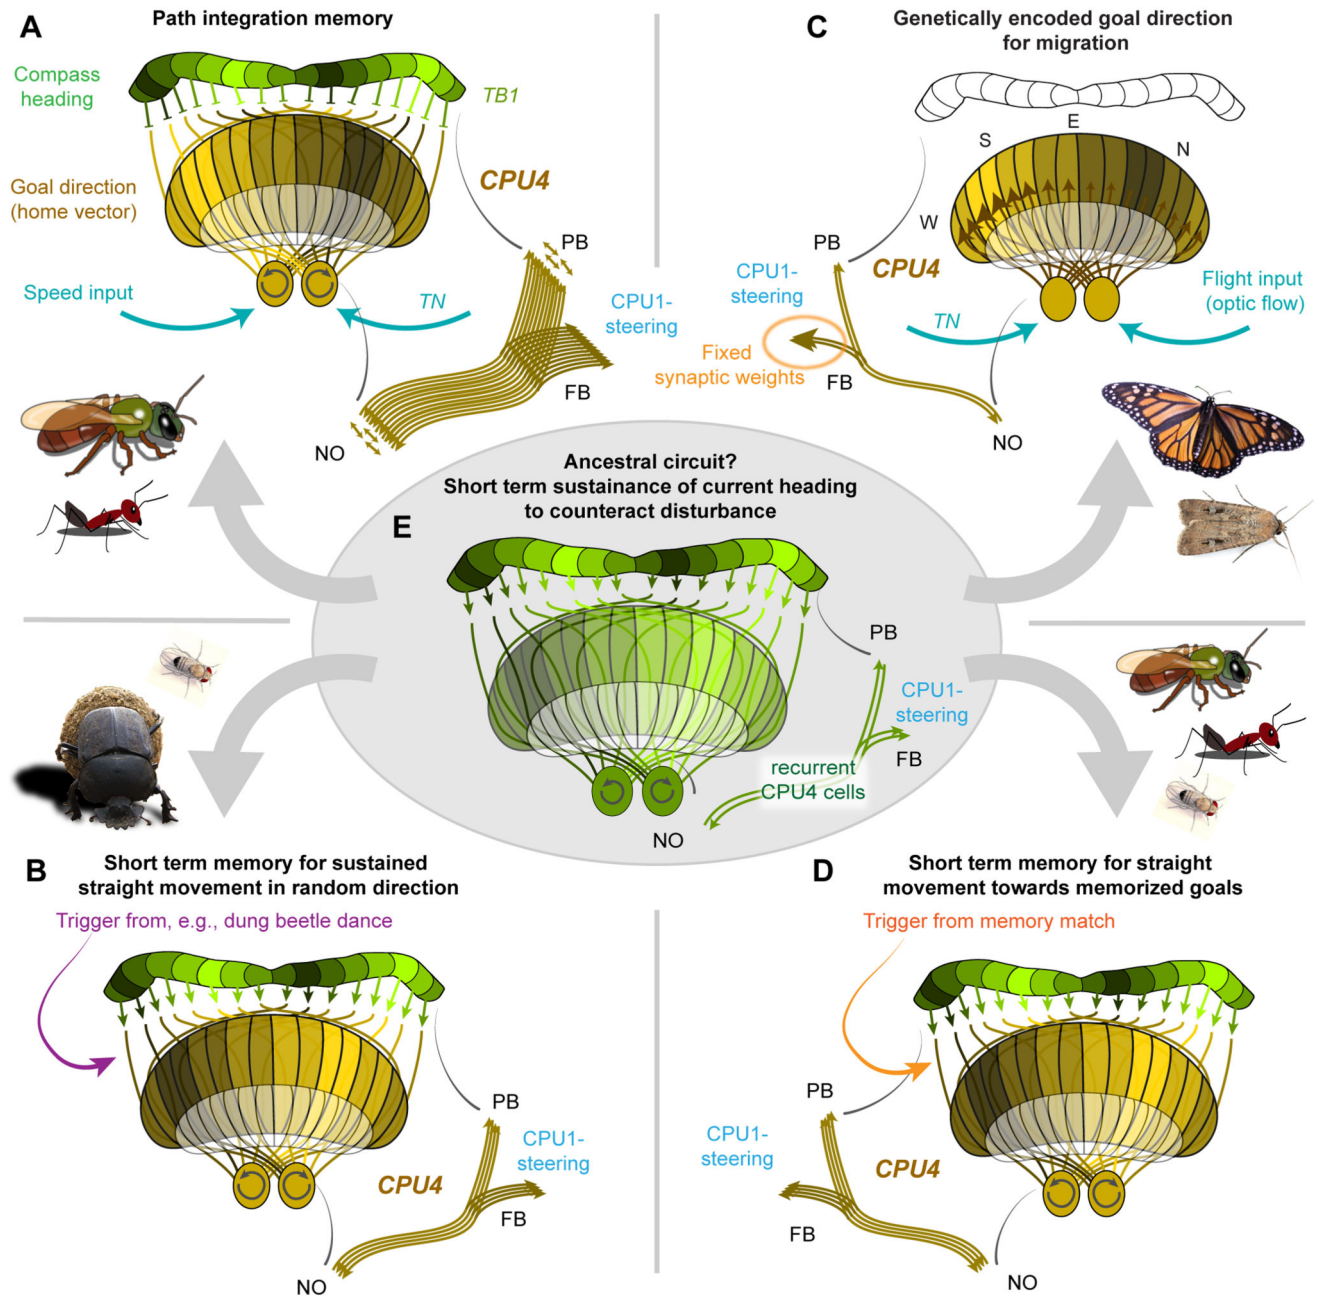 A
Path integration memory
Compass
heading
TB1
Goal direction
(home vector)
CPU4
PB
Speed input
TN
CPU1-
steering
FB
NO
C
Genetically encoded goal direction
for migration
S
E
N
W
PB
CPU4
CPU1-
steering
Flight input
(optic flow)
TN
Fixed
synaptic weights
FB
NO
E
Ancestral circuit?
Short term sustainance of current heading
to counteract disturbance
PB
CPU1-
steering
FB
recurrent
CPU4 cells
NO
B
Short term memory for sustained
straight movement in random direction
Trigger from, e.g., dung beetle dance
PB
CPU1-
steering
CPU4
FB
NO
D
Short term memory for straight
movement towards memorized goals
Trigger from memory match
PB
CPU1-
steering
CPU4
FB
NO